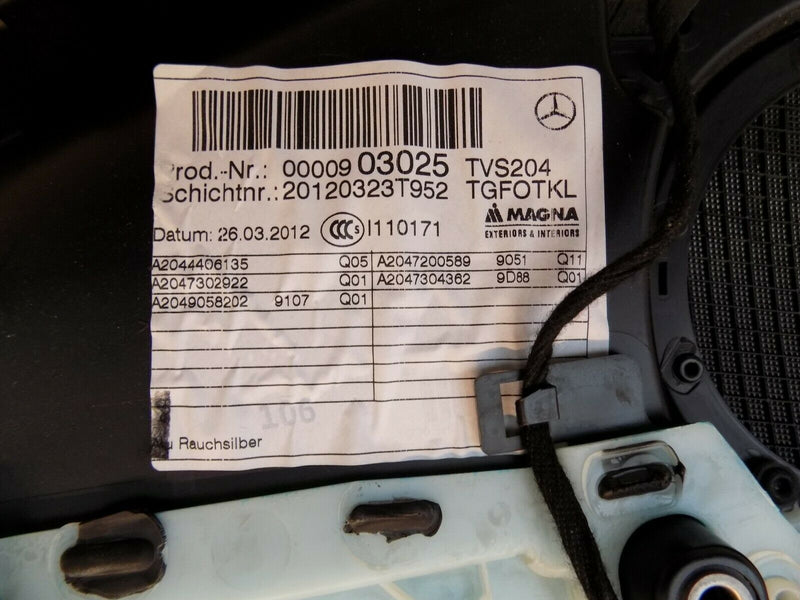 Prod.-Nr.: 00009 03025 TVS204
Schichtnr.: 20120323T952 TGFOTKL
MAGNA
EXTERIORS & INTERIORS
Datum: 26.03.2012 CCC S I110171
A2044406135 Q05 A2047200589 9051 Q11
A2047302922 Q01 A2047304362 9D88 Q01
A2049058202 9107 Q01
106
Rauchsilber